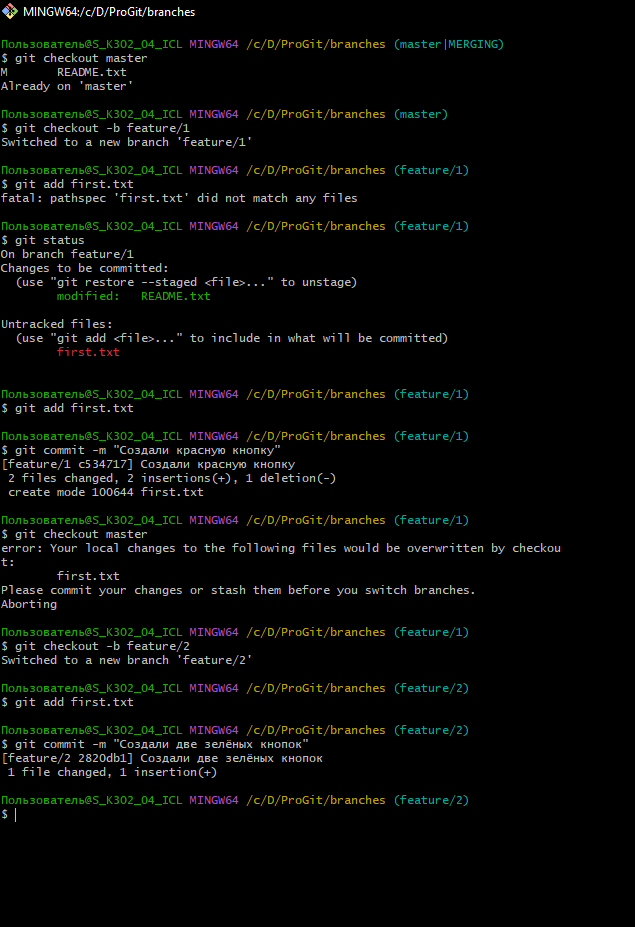 MINGW64:/c/D/ProGit/branches
Пользователь@S_K302_04_ICL MINGW64 /c/D/ProGit/branches (master|MERGING)
$ git checkout master
M       README.txt
Already on 'master'
Пользователь@S_K302_04_ICL MINGW64 /c/D/ProGit/branches (master)
$ git checkout -b feature/1
Switched to a new branch 'feature/1'
Пользователь@S_K302_04_ICL MINGW64 /c/D/ProGit/branches (feature/1)
$ git add first.txt
fatal: pathspec 'first.txt' did not match any files
Пользователь@S_K302_04_ICL MINGW64 /c/D/ProGit/branches (feature/1)
$ git status
On branch feature/1
Changes to be committed:
  (use "git restore --staged <file>..." to unstage)
        modified:   README.txt
Untracked files:
  (use "git add <file>..." to include in what will be committed)
        first.txt
Пользователь@S_K302_04_ICL MINGW64 /c/D/ProGit/branches (feature/1)
$ git add first.txt
Пользователь@S_K302_04_ICL MINGW64 /c/D/ProGit/branches (feature/1)
$ git commit -m "Создали красную кнопку"
[feature/1 c534717] Создали красную кнопку
 2 files changed, 2 insertions(+), 1 deletion(-)
 create mode 100644 first.txt
Пользователь@S_K302_04_ICL MINGW64 /c/D/ProGit/branches (feature/1)
$ git checkout master
error: Your local changes to the following files would be overwritten by checkou
t:
        first.txt
Please commit your changes or stash them before you switch branches.
Aborting
Пользователь@S_K302_04_ICL MINGW64 /c/D/ProGit/branches (feature/1)
$ git checkout -b feature/2
Switched to a new branch 'feature/2'
Пользователь@S_K302_04_ICL MINGW64 /c/D/ProGit/branches (feature/2)
$ git add first.txt
Пользователь@S_K302_04_ICL MINGW64 /c/D/ProGit/branches (feature/2)
$ git commit -m "Создали две зелёных кнопок"
[feature/2 2820db1] Создали две зелёных кнопок
 1 file changed, 1 insertion(+)
Пользователь@S_K302_04_ICL MINGW64 /c/D/ProGit/branches (feature/2)
$